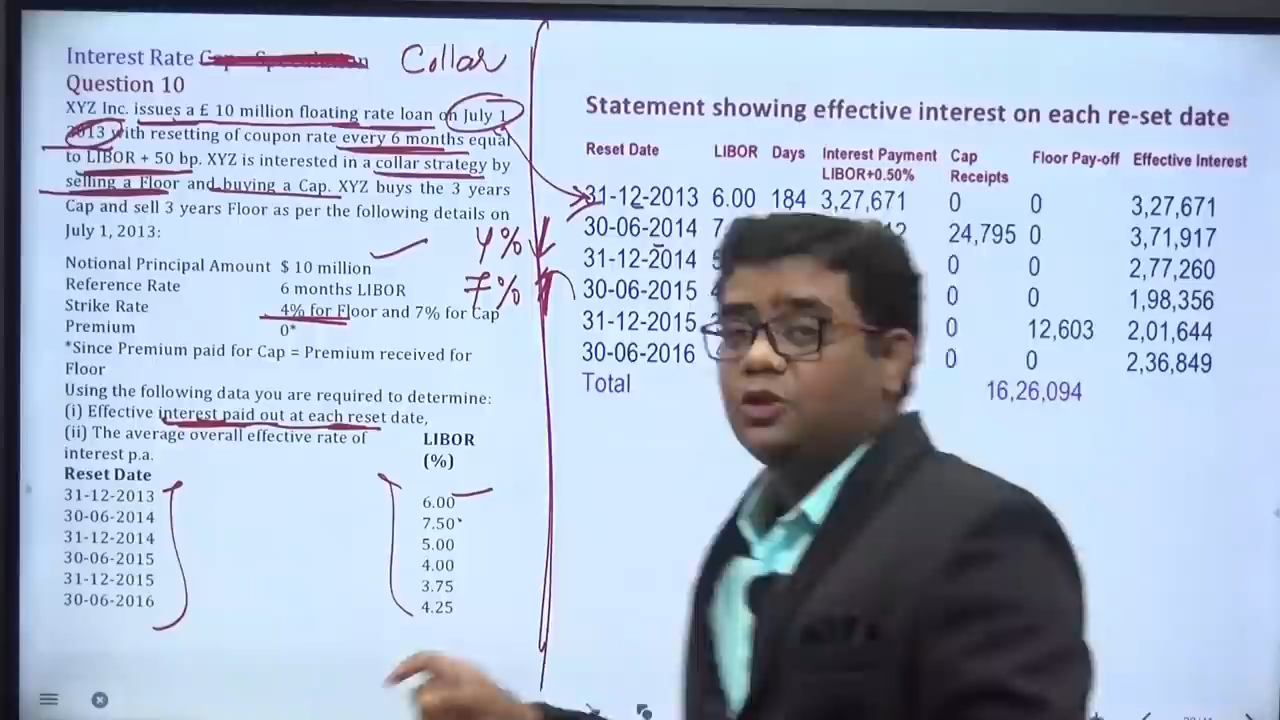 Interest Rate
Collar
Question 10
XYZ Inc. issues a £ 10 million floating rate loan on July 1
2013 with resetting of coupon rate every 6 months equal
to LIBOR + 50 bp. XYZ is interested in a collar strategy by
selling a Floor and buying a Cap. XYZ buys the 3 years
Cap and sell 3 years Floor as per the following details on
July 1, 2013:
4%
7%
Notional Principal Amount $ 10 million
Reference Rate 6 months LIBOR
Strike Rate 4% for Floor and 7% for Cap
Premium 0*
*Since Premium paid for Cap = Premium received for
Floor
Using the following data you are required to determine:
(i) Effective interest paid out at each reset date,
(ii) The average overall effective rate of
interest p.a.
LIBOR
(%)
Reset Date
31-12-2013 6.00
30-06-2014 7.50
31-12-2014 5.00
30-06-2015 4.00
31-12-2015 3.75
30-06-2016 4.25
Statement showing effective interest on each re-set date
Reset Date LIBOR Days Interest Payment LIBOR+0.50% Cap Receipts Floor Pay-off Effective Interest
31-12-2013 6.00 184 3,27,671 0 0 3,27,671
30-06-2014 24,795 0 3,71,917
31-12-2014 0 0 2,77,260
30-06-2015 0 0 1,98,356
31-12-2015 0 12,603 2,01,644
30-06-2016 0 0 2,36,849
Total 16,26,094